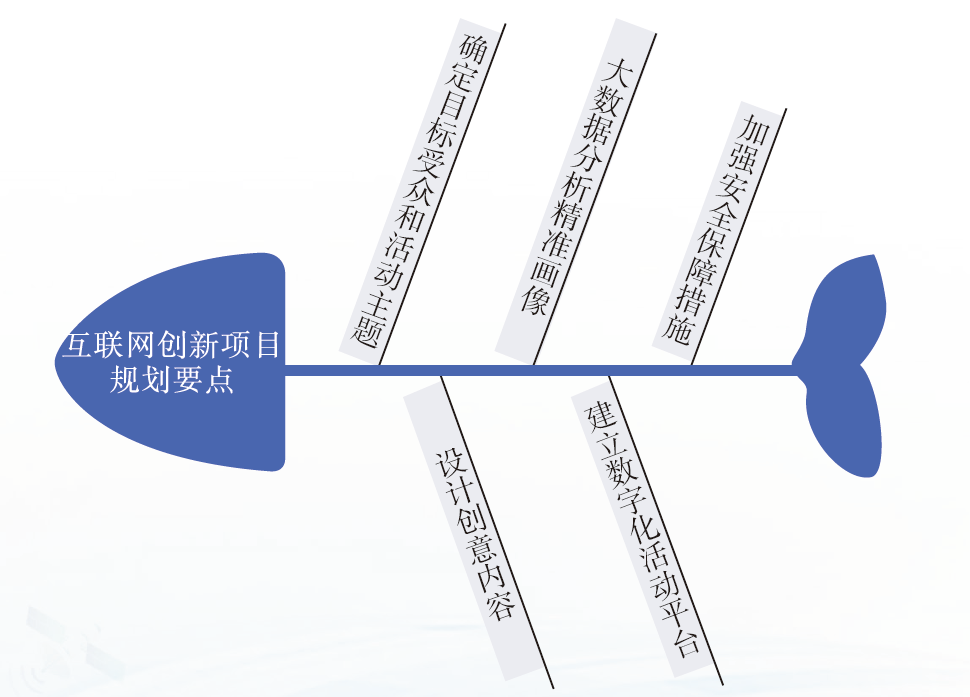 互联网创新项目
规划要点
确定目标受众和活动主题
大数据分析精准画像
加强安全保障措施
设计创意内容
建立数字化活动平台